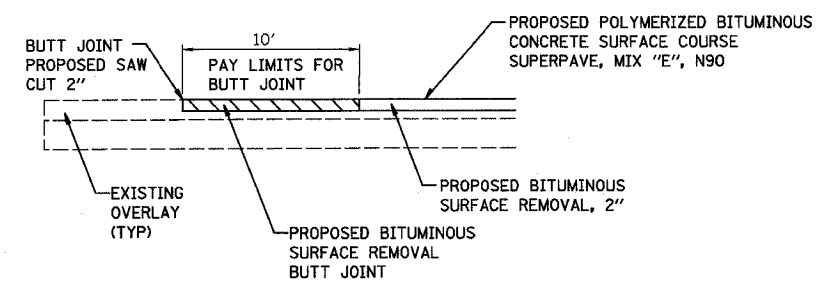 PROPOSED POLYMERIZED BITUMINOUS
CONCRETE SURFACE COURSE
SUPERPAVE, MIX "E", N90
BUTT JOINT
PROPOSED SAW
CUT 2"
10'
PAY LIMITS FOR
BUTT JOINT
EXISTING
OVERLAY
(TYP)
PROPOSED BITUMINOUS
SURFACE REMOVAL
BUTT JOINT
PROPOSED BITUMINOUS
SURFACE REMOVAL, 2"